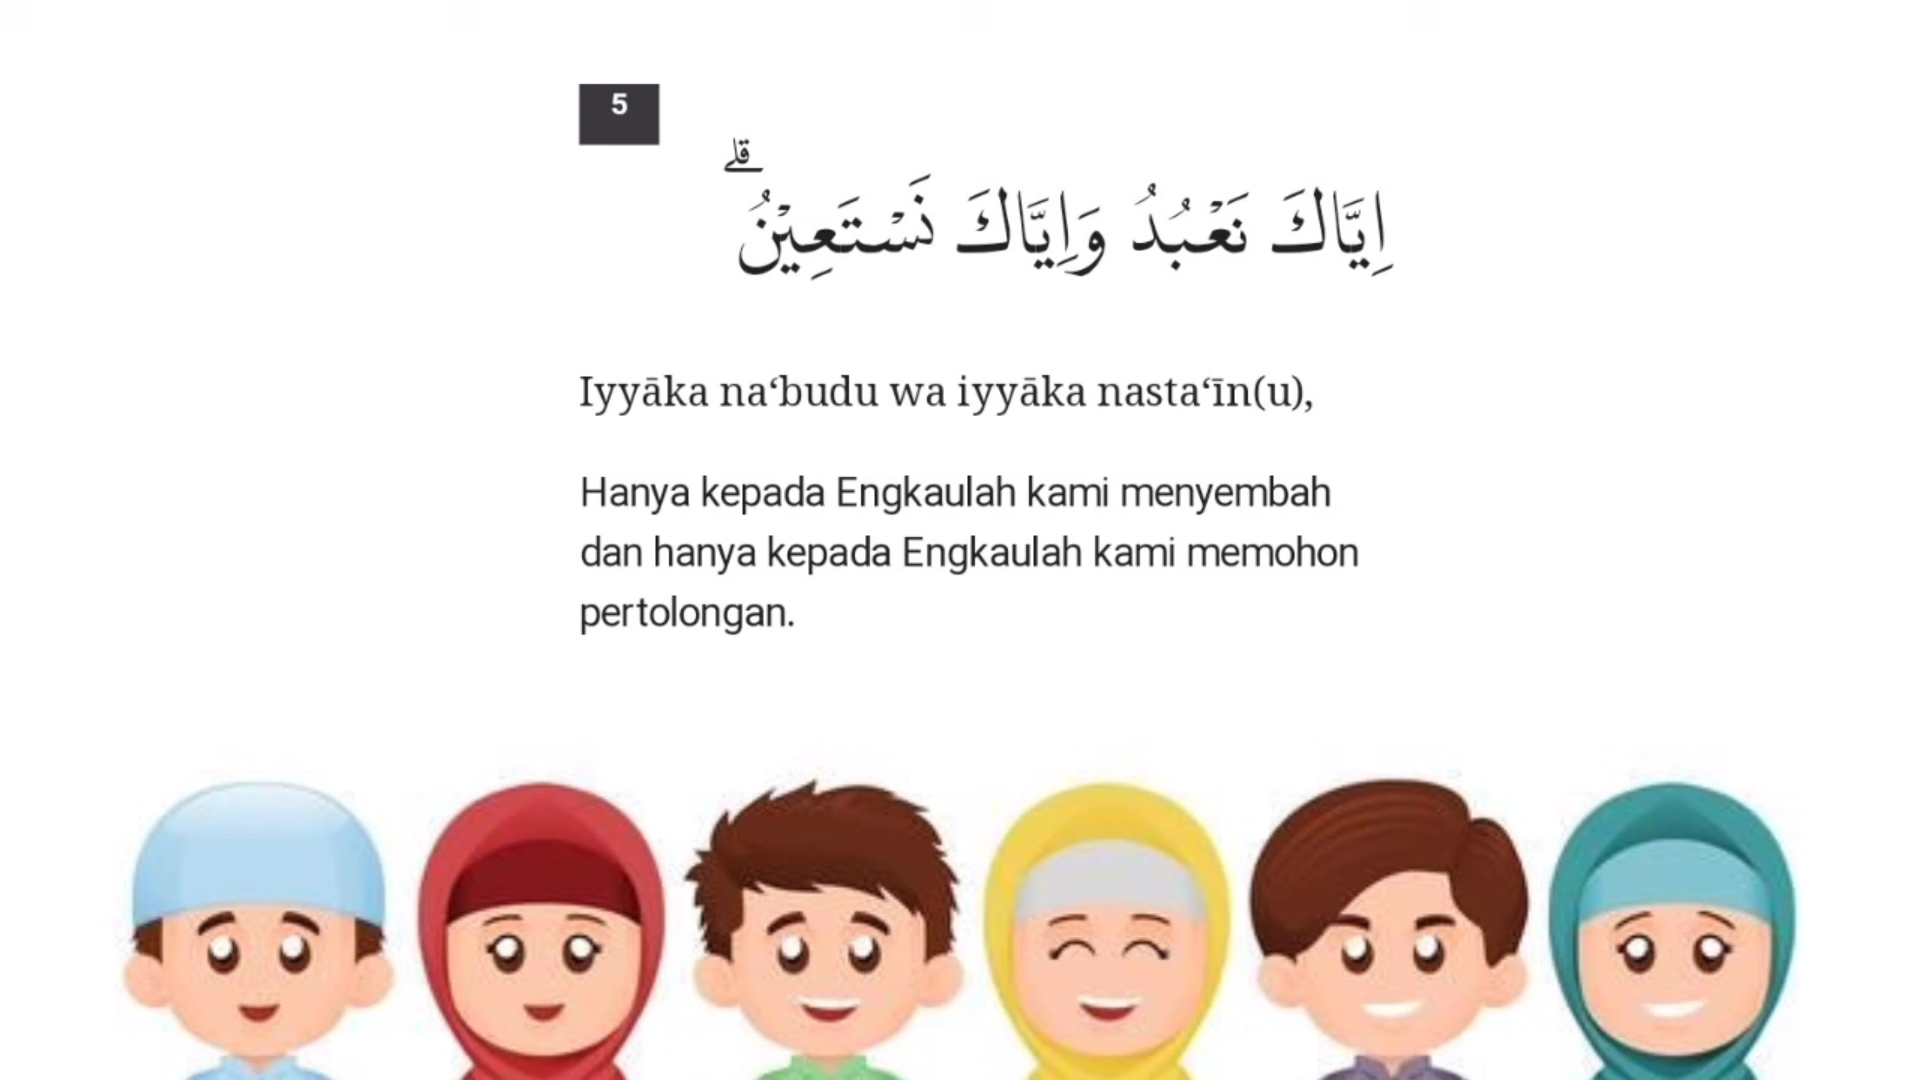 5
اِيَّاكَ نَعْبُدُ وَاِيَّاكَ نَسْتَعِيْنُۗ
Iyyāka na‘budu wa iyyāka nasta‘īn(u),
Hanya kepada Engkaulah kami menyembah
dan hanya kepada Engkaulah kami memohon
pertolongan.